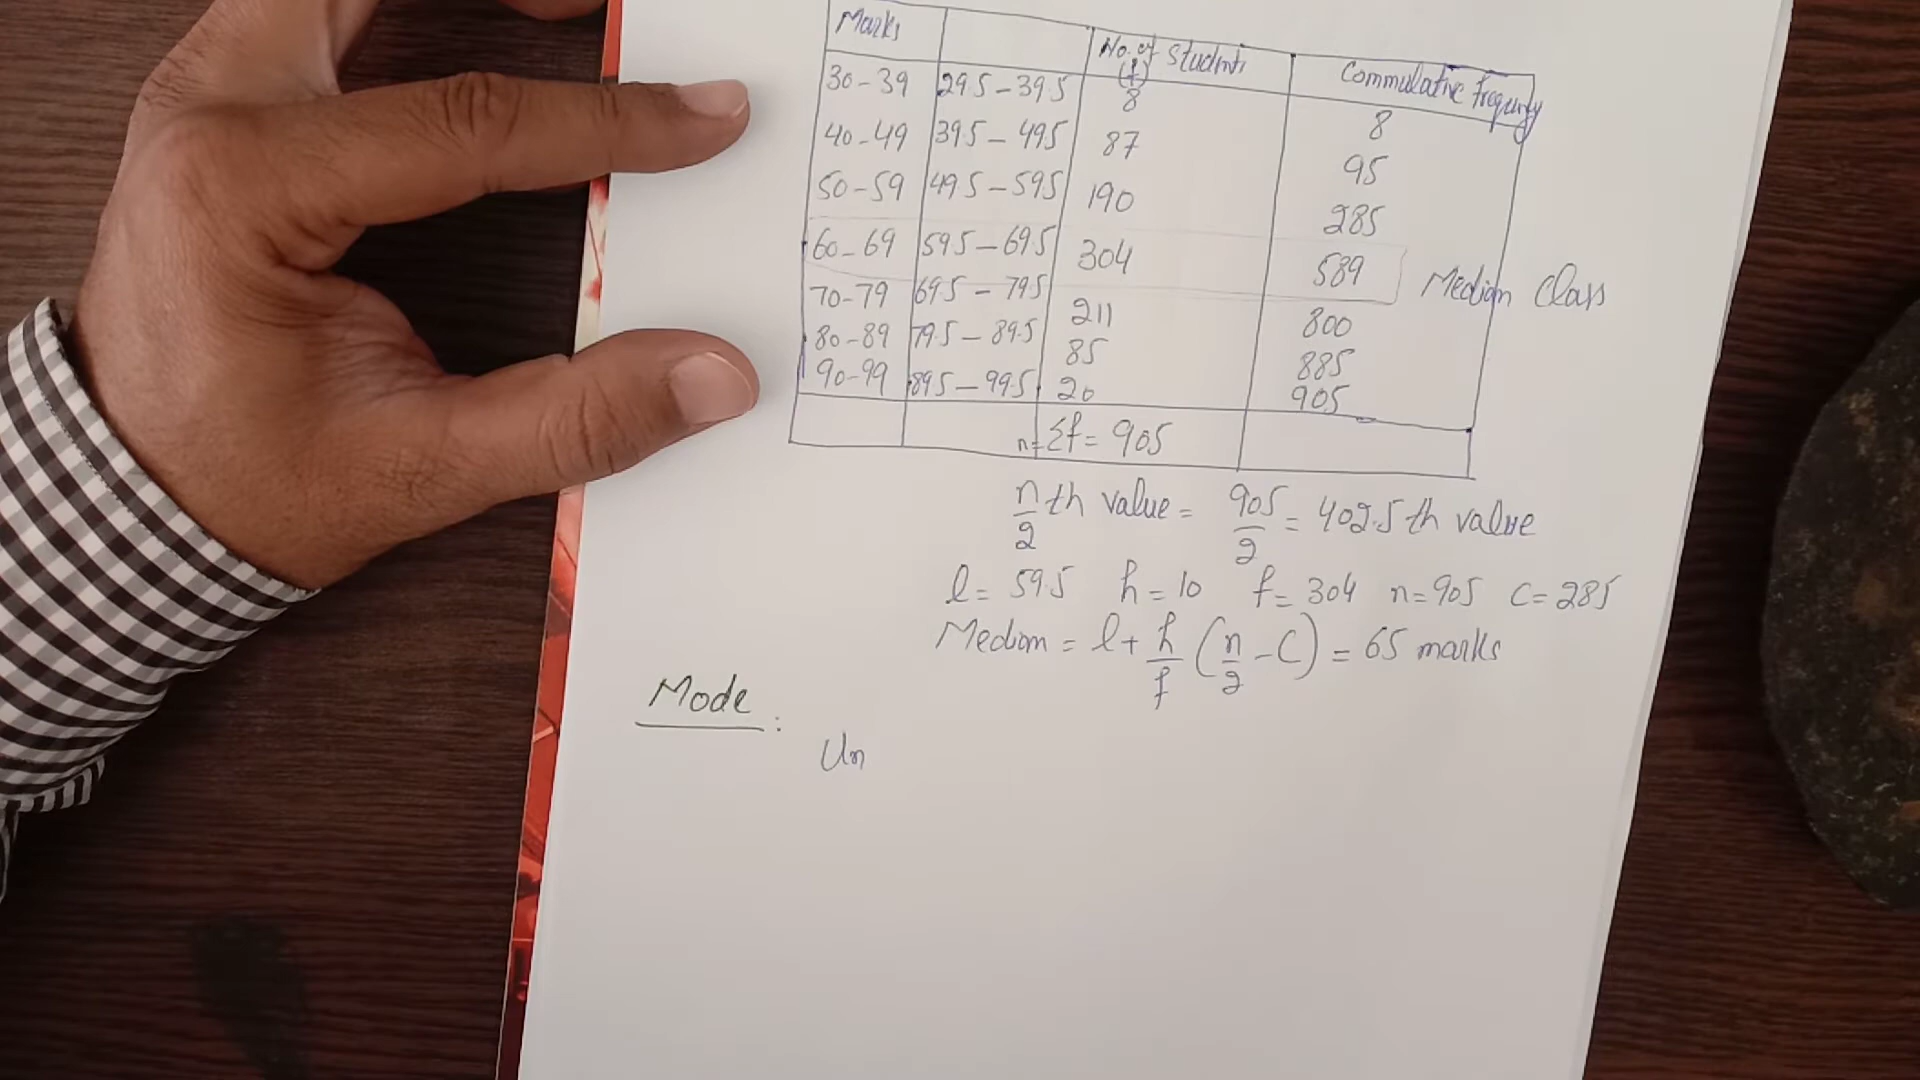 Marks No. of Students (f) Commulative Frequency
30-39 29.5-39.5 8 8
40-49 39.5-49.5 87 95
50-59 49.5-59.5 190 285
60-69 59.5-69.5 304 589 Median Class
70-79 69.5-79.5 211 800
80-89 79.5-89.5 85 885
90-99 89.5-99.5 20 905
n=Σf=905
n/2 th value = 905/2 = 402.5 th value
l= 59.5 h=10 f=304 n=905 C=285
Median = l+h/f(n/2-C) = 65 marks
Mode:
Un